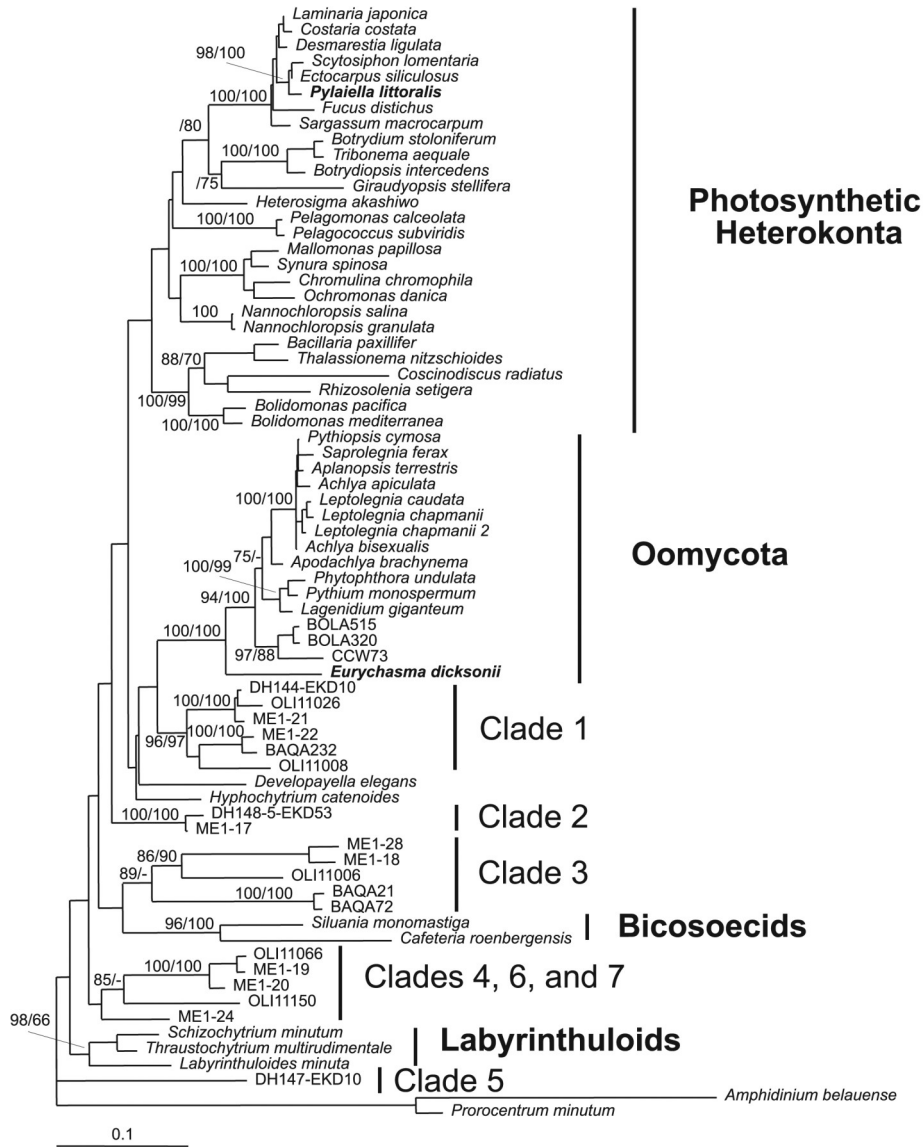 Laminaria japonica
Costaria costata
Desmarestia ligulata
98/100
Scytosiphon lomentaria
Ectocarpus siliculosus
Pylaiella littoralis
100/100
Fucus distichus
Sargassum macrocarpum
/80
Botrydium stoloniferum
100/100
Tribonema aequale
Botrydiopsis intercedens
/75
Giraudyopsis stellifera
Heterosigma akashiwo
Photosynthetic
Heterokonta
100/100
Pelagomonas calceolata
Pelagococcus subviridis
Mallomonas papillosa
100/100
Synura spinosa
Chromulina chromophila
Ochromonas danica
100
Nannochloropsis salina
Nannochloropsis granulata
Bacillaria paxillifer
88/70
Thalassionema nitzschioides
Coscinodiscus radiatus
Rhizosolenia setigera
100/99
Bolidomonas pacifica
100/100
Bolidomonas mediterranea
Pythiopsis cymosa
Saprolegnia ferax
Aplanopsis terrestris
Achlya apiculata
100/100
Leptolegnia caudata
Leptolegnia chapmanii
Leptolegnia chapmanii 2
Achlya bisexualis
75/-
Apodachlya brachynema
Oomycota
100/99
Phytophthora undulata
Pythium monospermum
94/100
Lagenidium giganteum
BOLA515
100/100
BOLA320
97/88
CCW73
Eurychasma dicksonii
DH144-EKD10
100/100
OLI11026
ME1-21
Clade 1
100/100
ME1-22
96/97
BAQA232
OLI11008
Developayella elegans
Hyphochytrium catenoides
DH148-5-EKD53
100/100
ME1-17
Clade 2
ME1-28
86/90
ME1-18
89/-
OLI11006
Clade 3
100/100
BAQA21
BAQA72
96/100
Siluania monomastiga
Cafeteria roenbergensis
Bicosoecids
OLI11066
100/100
ME1-19
ME1-20
Clades 4, 6, and 7
85/-
OLI11150
ME1-24
98/66
Schizochytrium minutum
Thraustochytrium multirudimentale
Labyrinthuloides minuta
Labyrinthuloids
DH147-EKD10
Clade 5
Amphidinium belauense
Prorocentrum minutum
0.1